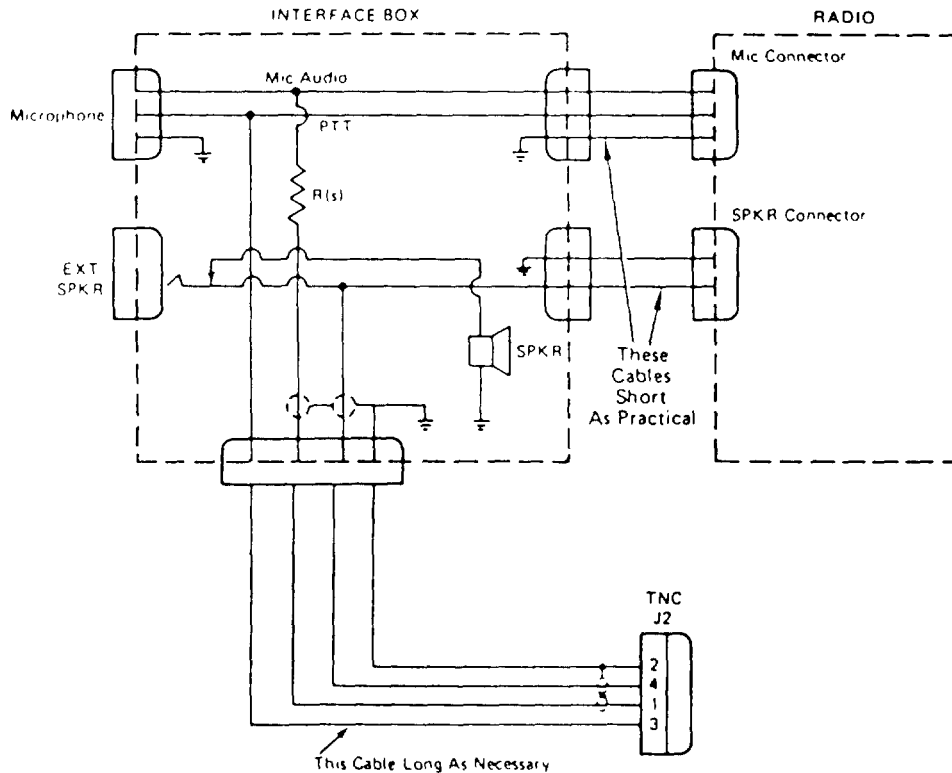 INTERFACE BOX
RADIO
Mic Connector
Mic Audio
Microphone
PTT
R(s)
SPKR Connector
EXT
SPKR
SPKR
These
Cables
Short
As Practical
TNC
J2
2
4
1
3
This Cable Long As Necessary